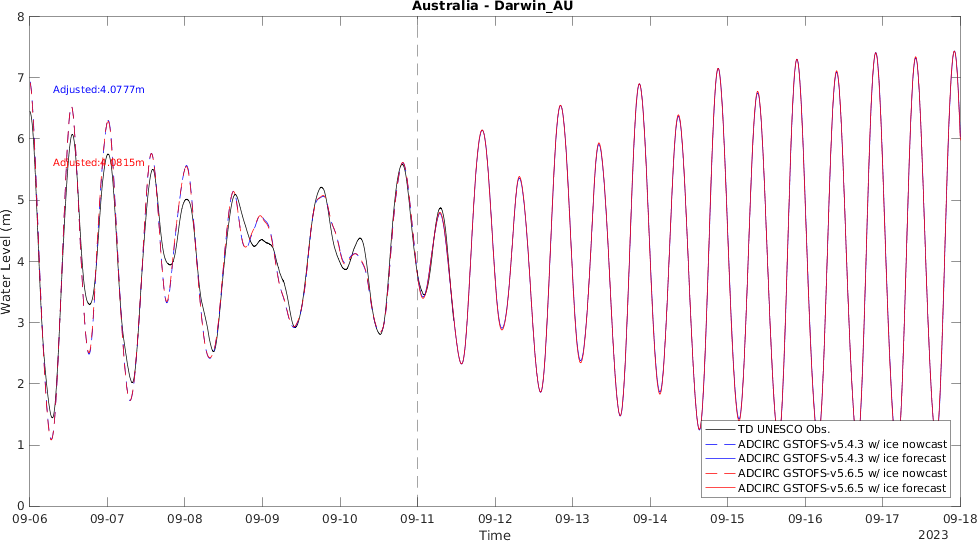 Australia - Darwin_AU
8
7
6
5
4
3
2
1
0
Water Level (m)
Adjusted:4.0777m
Adjusted:4.0815m
TD UNESCO Obs.
ADCIRC GSTOFS-v5.4.3 w/ ice nowcast
ADCIRC GSTOFS-v5.4.3 w/ ice forecast
ADCIRC GSTOFS-v5.6.5 w/ ice nowcast
ADCIRC GSTOFS-v5.6.5 w/ ice forecast
09-06 09-07 09-08 09-09 09-10 09-11 09-12 09-13 09-14 09-15 09-16 09-17 09-18
Time
2023